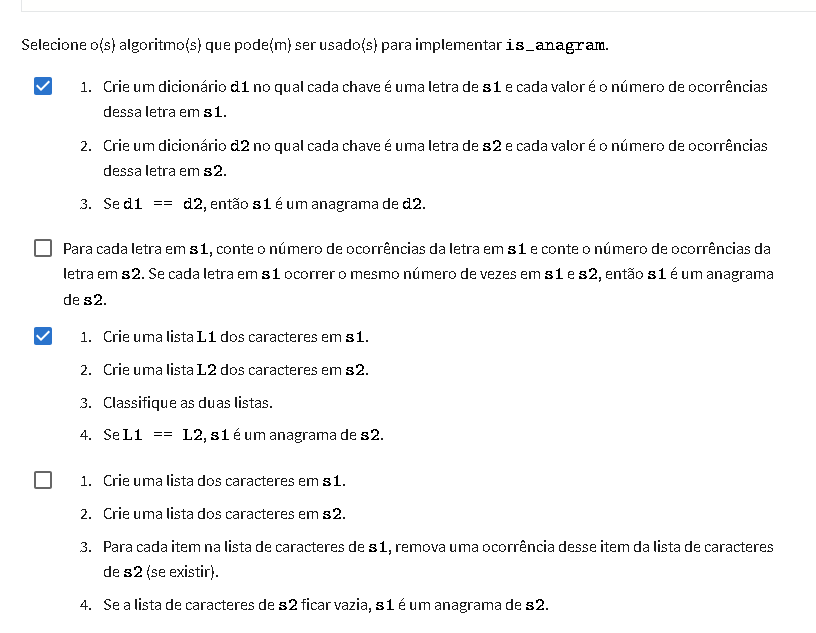 Selecione o(s) algoritmo(s) que pode(m) ser usado(s) para implementar is_anagram.
1. Crie um dicionário d1 no qual cada chave é uma letra de s1 e cada valor é o número de ocorrências
dessa letra em s1.
2. Crie um dicionário d2 no qual cada chave é uma letra de s2 e cada valor é o número de ocorrências
dessa letra em s2.
3. Se d1 == d2, então s1 é um anagrama de d2.
Para cada letra em s1, conte o número de ocorrências da letra em s1 e conte o número de ocorrências da
letra em s2. Se cada letra em s1 ocorrer o mesmo número de vezes em s1 e s2, então s1 é um anagrama
de s2.
1. Crie uma lista L1 dos caracteres em s1.
2. Crie uma lista L2 dos caracteres em s2.
3. Classifique as duas listas.
4. Se L1 == L2, s1 é um anagrama de s2.
1. Crie uma lista dos caracteres em s1.
2. Crie uma lista dos caracteres em s2.
3. Para cada item na lista de caracteres de s1, remova uma ocorrência desse item da lista de caracteres
de s2 (se existir).
4. Se a lista de caracteres de s2 ficar vazia, s1 é um anagrama de s2.